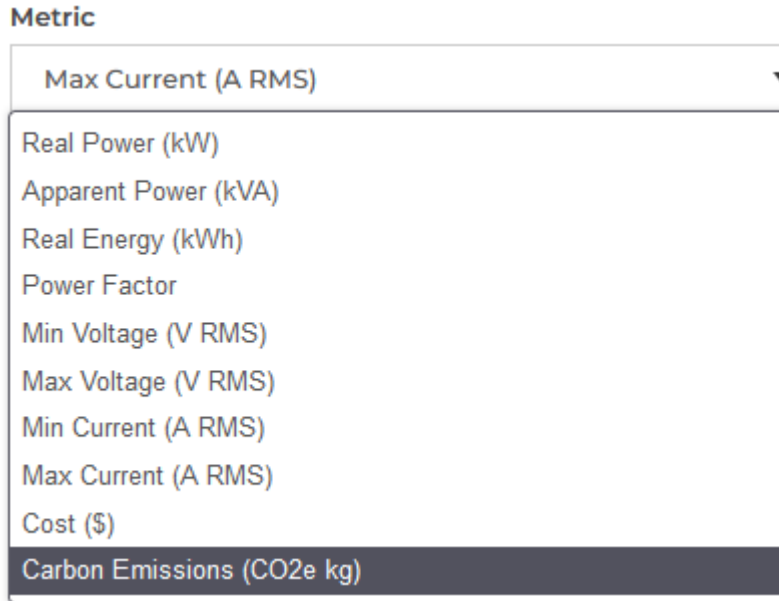 Metric
Max Current (A RMS)
Real Power (kW)
Apparent Power (kVA)
Real Energy (kWh)
Power Factor
Min Voltage (V RMS)
Max Voltage (V RMS)
Min Current (A RMS)
Max Current (A RMS)
Cost ($)
Carbon Emissions (CO2e kg)